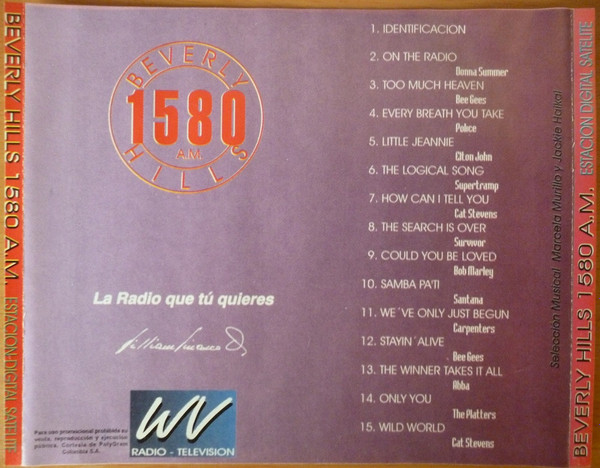 BEVERLY HILLS 1580 A.M. ESTACION DIGITAL SATELITE
BEVERLY
1580
A.M.
HILLS
La Radio que tú quieres
WV
RADIO - TELEVISION
1. IDENTIFICACION
2. ON THE RADIO
Donna Summer
3. TOO MUCH HEAVEN
Bee Gees
4. EVERY BREATH YOU TAKE
Police
5. LITTLE JEANNIE
Elton John
6. THE LOGICAL SONG
Supertramp
7. HOW CAN I TELL YOU
Cat Stevens
8. THE SEARCH IS OVER
Survivor
9. COULD YOU BE LOVED
Bob Marley
10. SAMBA PA'TI
Santana
11. WE´VE ONLY JUST BEGUN
Carpenters
12. STAYIN´ALIVE
Bee Gees
13. THE WINNER TAKES IT ALL
Abba
14. ONLY YOU
The Platters
15. WILD WORLD
Cat Stevens
Selección Musical Marcela Murillo y Jackie Haikal
BEVERLY HILLS 1580 A.M. ESTACION DIGITAL SATELITE